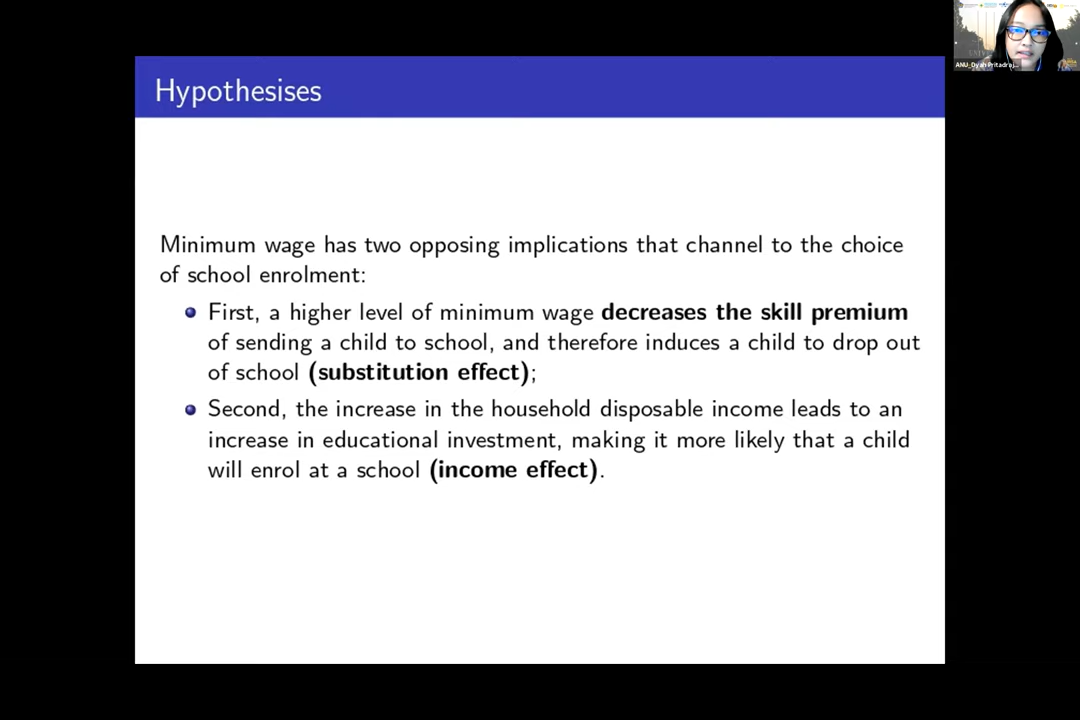 Hypothesises
Minimum wage has two opposing implications that channel to the choice
of school enrolment:
First, a higher level of minimum wage decreases the skill premium
of sending a child to school, and therefore induces a child to drop out
of school (substitution effect);
Second, the increase in the household disposable income leads to an
increase in educational investment, making it more likely that a child
will enrol at a school (income effect).